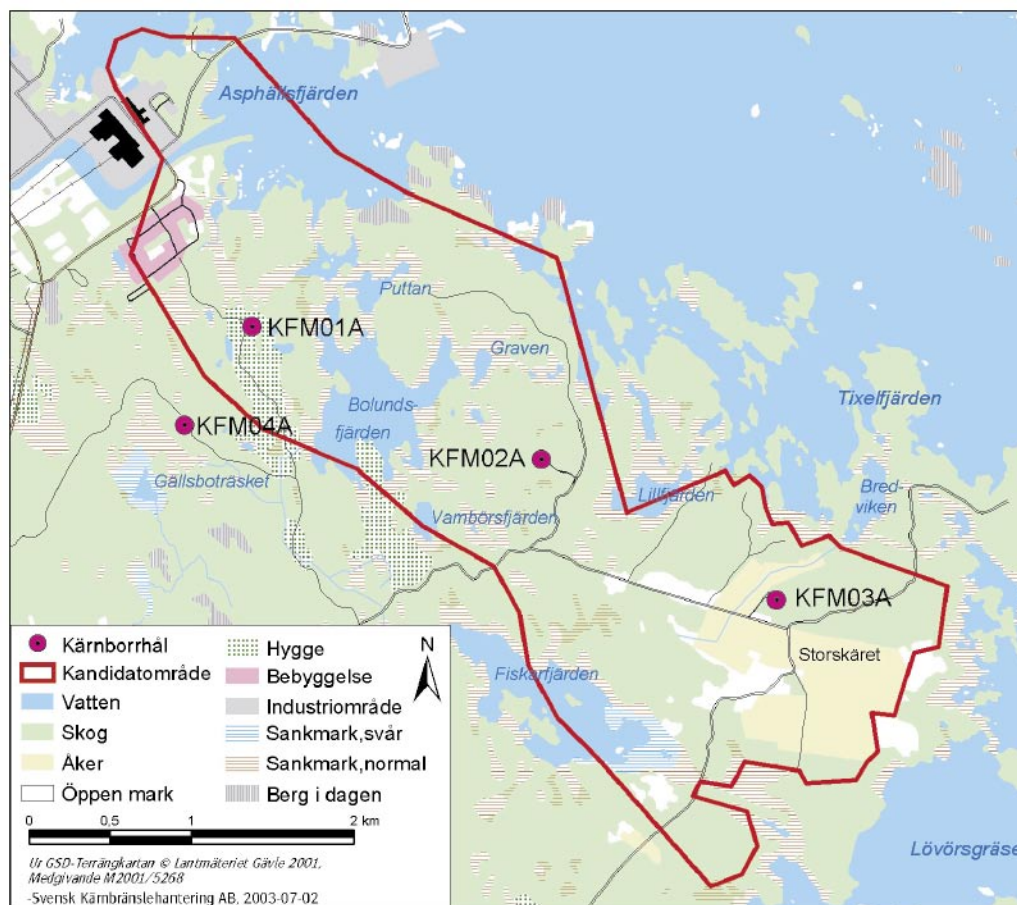 Asphällsfjärden
Puttan
KFM01A
Graven
Bolunds-
fjärden
Tixelfjärden
KFM04A
KFM02A
Gällsboträsket
Lillfjärden
Bred-
viken
Vambörsfjärden
KFM03A
Storskäret
Fiskarfjärden
Lövörsgräse
N
Kärnborrhål
Kandidatområde
Vatten
Skog
Åker
Öppen mark
Hygge
Bebyggelse
Industriområde
Sankmark,svår
Sankmark,normal
Berg i dagen
0 0,5 1 2 km
Ur GSD-Terrängkartan © Lantmäteriet Gävle 2001,
Medgivande M2001/5268
-Svensk Kärnbränslehantering AB, 2003-07-02